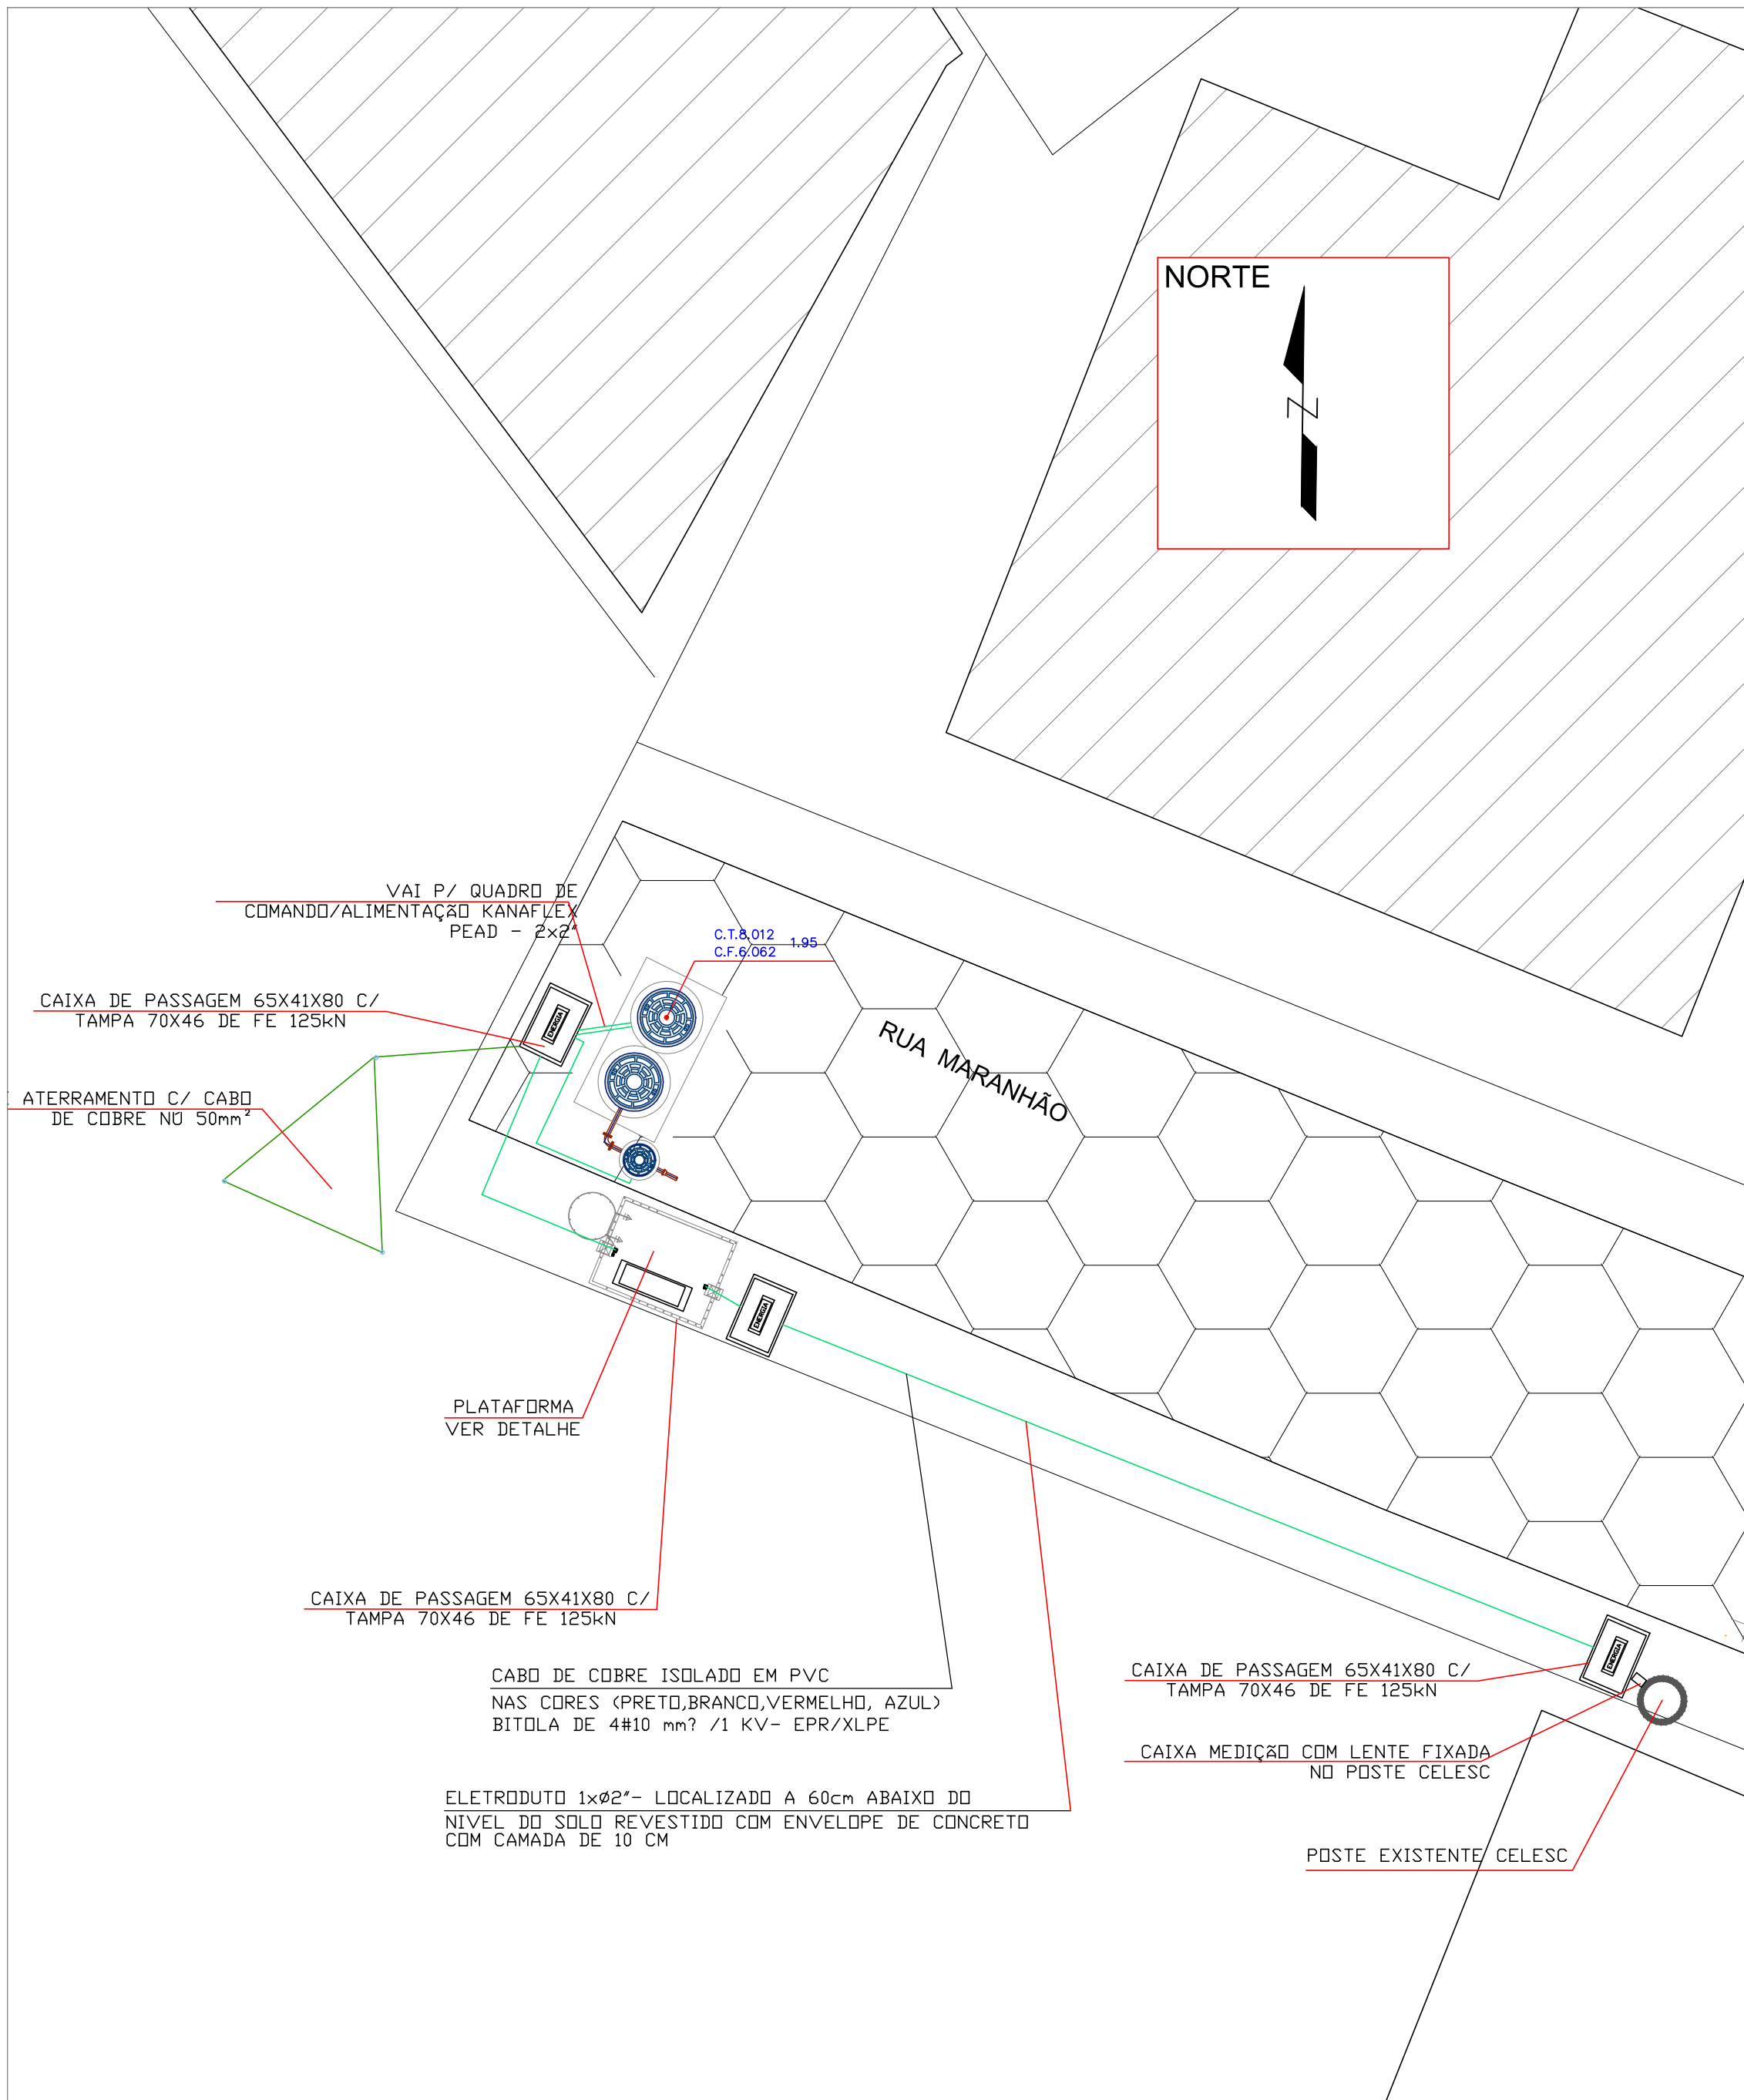 NORTE
N
VAI P/ QUADRO DE
COMANDO/ALIMENTAÇãO KANAFLEX
PEAD - 2x2"
C.T.8.012
C.F.6.062
1.95
CAIXA DE PASSAGEM 65X41X80 C/
TAMPA 70X46 DE FE 125kN
ENERGIA
RUA MARANHÃO
ATERRAMENTO C/ CABO
DE COBRE NÚ 50mm²
ENERGIA
PLATAFORMA
VER DETALHE
CAIXA DE PASSAGEM 65X41X80 C/
TAMPA 70X46 DE FE 125kN
CABO DE COBRE ISOLADO EM PVC
NAS CORES (PRETO,BRANCO,VERMELHO, AZUL)
BITOLA DE 4#10 mm? /1 KV- EPR/XLPE
ENERGIA
CAIXA DE PASSAGEM 65X41X80 C/
TAMPA 70X46 DE FE 125kN
CAIXA MEDIÇãO COM LENTE FIXADA
NO POSTE CELESC
ELETRODUTO 1xø2"- LOCALIZADO A 60cm ABAIXO DO
NIVEL DO SOLO REVESTIDO COM ENVELOPE DE CONCRETO
COM CAMADA DE 10 CM
POSTE EXISTENTE CELESC